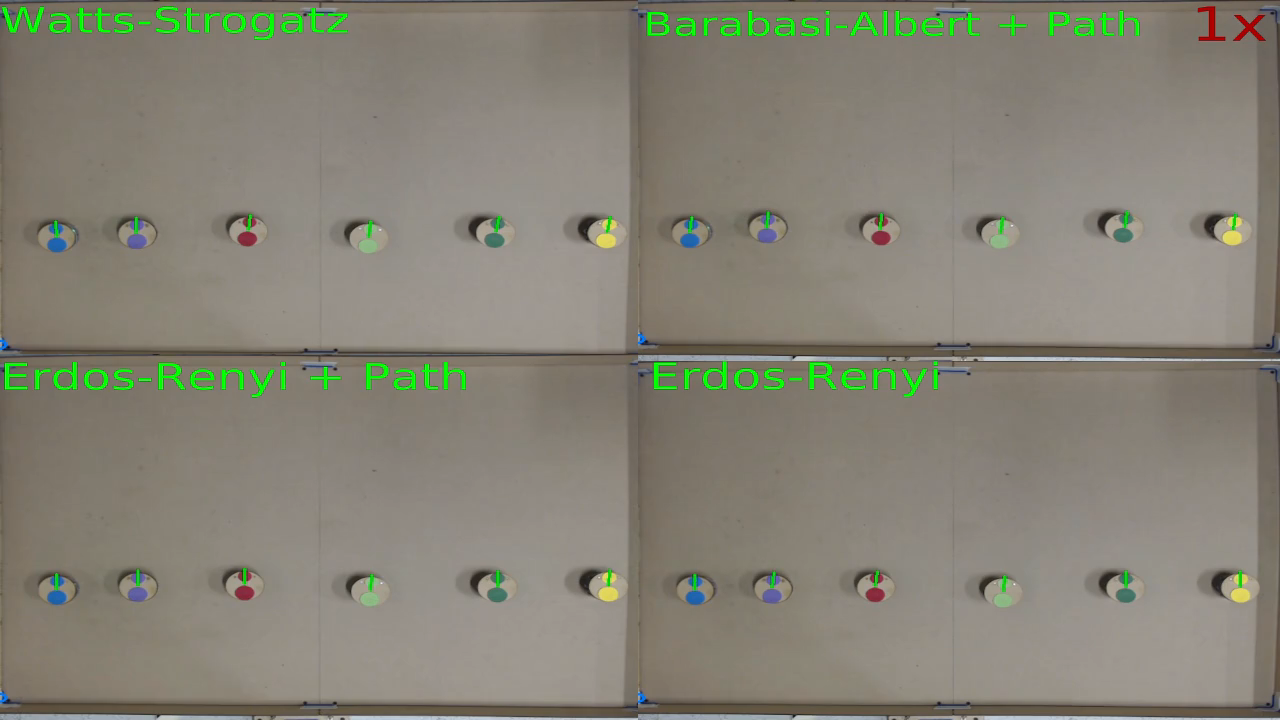 Watts-Strogatz
Barabasi-Albert + Path
1x
Erdos-Renyi + Path
Erdos-Renyi